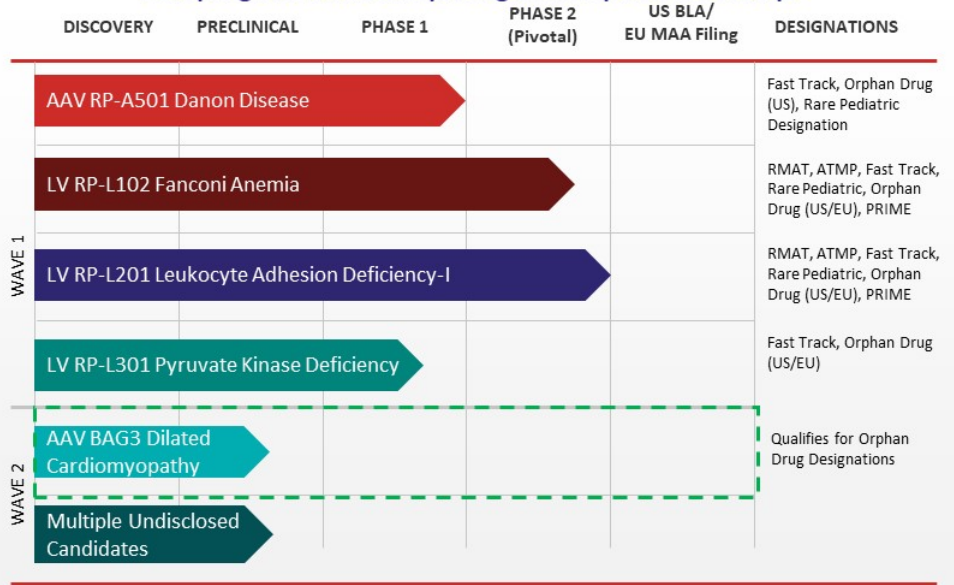 DISCOVERY PRECLINICAL PHASE 1 PHASE 2 (Pivotal) US BLA/ EU MAA Filing DESIGNATIONS
WAVE 1
AAV RP-A501 Danon Disease
Fast Track, Orphan Drug
(US), Rare Pediatric
Designation
LV RP-L102 Fanconi Anemia
RMAT, ATMP, Fast Track,
Rare Pediatric, Orphan
Drug (US/EU), PRIME
LV RP-L201 Leukocyte Adhesion Deficiency-I
RMAT, ATMP, Fast Track,
Rare Pediatric, Orphan
Drug (US/EU), PRIME
LV RP-L301 Pyruvate Kinase Deficiency
Fast Track, Orphan Drug
(US/EU)
WAVE 2
AAV BAG3 Dilated
Cardiomyopathy
Qualifies for Orphan
Drug Designations
Multiple Undisclosed
Candidates